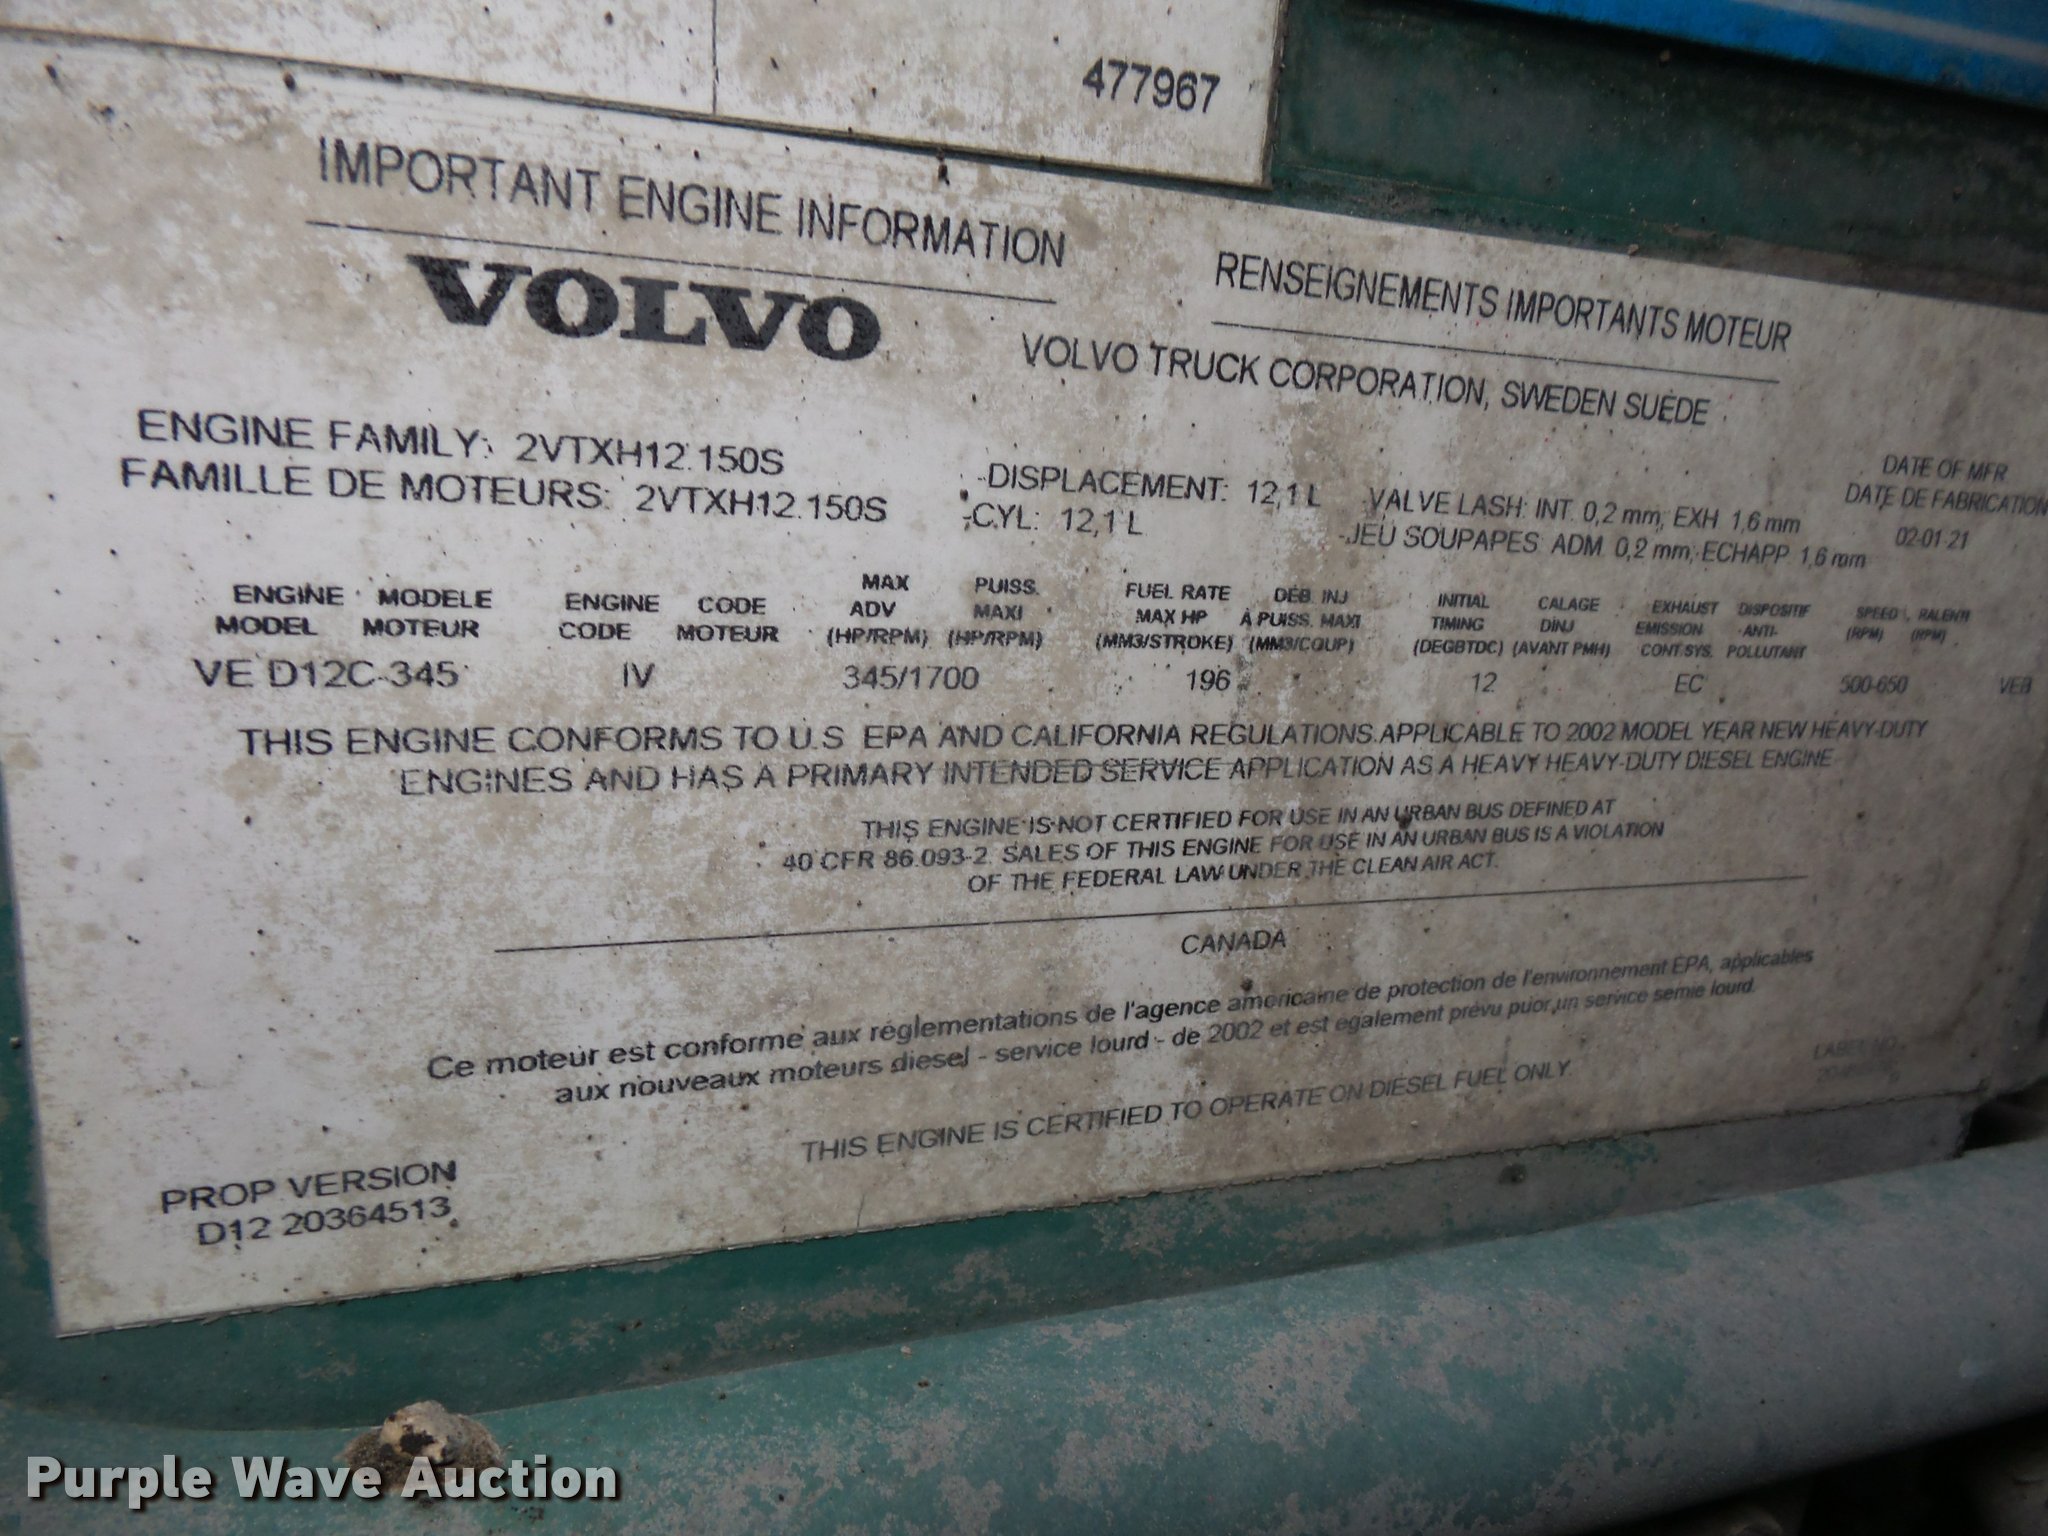 477967
IMPORTANT ENGINE INFORMATION
RENSEIGNEMENTS IMPORTANTS MOTEUR
VOLVO
VOLVO TRUCK CORPORATION, SWEDEN SUÈDE
ENGINE FAMILY: 2VTXH12.150S
FAMILLE DE MOTEURS: 2VTXH12.150S
-DISPLACEMENT: 12,1 L
-CYL: 12,1 L
VALVE LASH: INT. 0,2 mm, EXH 1,6 mm
-JEU SOUPAPES: ADM. 0,2 mm, ECHAPP 1,6 mm
DATE OF MFR
DATE DE FABRICATION
02-01 21
ENGINE MODELE ENGINE CODE MAX PUISS. FUEL RATE DÉB. INJ INITIAL CALAGE EXHAUST DISPOSITIF SPEED RALENTI
MODEL MOTEUR CODE MOTEUR ADV MAXI MAX HP À PUISS. MAXI TIMING DINJ EMISSION ANTI- (RPM) (RPM)
(HP/RPM) (HP/RPM) (MM3/STROKE) (MM3/COUP) (DEGBTDC) (AVANT PMH) CONT.SYS. POLLUTANT
VE D12C-345 IV 345/1700 196 12 EC 500-650 VEB
THIS ENGINE CONFORMS TO U.S EPA AND CALIFORNIA REGULATIONS APPLICABLE TO 2002 MODEL YEAR NEW HEAVY-DUTY
ENGINES AND HAS A PRIMARY INTENDED SERVICE APPLICATION AS A HEAVY HEAVY-DUTY DIESEL ENGINE
THIS ENGINE IS NOT CERTIFIED FOR USE IN AN URBAN BUS DEFINED AT
40 CFR 86.093-2. SALES OF THIS ENGINE FOR USE IN AN URBAN BUS IS A VIOLATION
OF THE FEDERAL LAW UNDER THE CLEAN AIR ACT.
CANADA
Ce moteur est conforme aux réglementations de l'agence américaine de protection de l'environnement EPA, applicables
aux nouveaux moteurs diesel - service lourd - de 2002 et est également prévu puor un service semie lourd.
THIS ENGINE IS CERTIFIED TO OPERATE ON DIESEL FUEL ONLY.
LABEL NO
PROP VERSION
D12 20364513
Purple Wave Auction